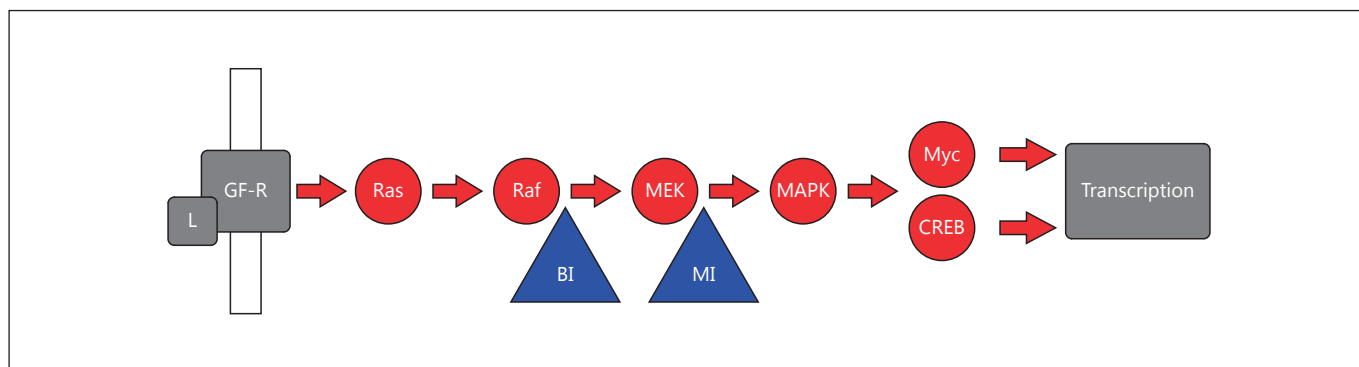 L
GF-R
Ras
Raf
MEK
MAPK
Myc
CREB
Transcription
BI
MI